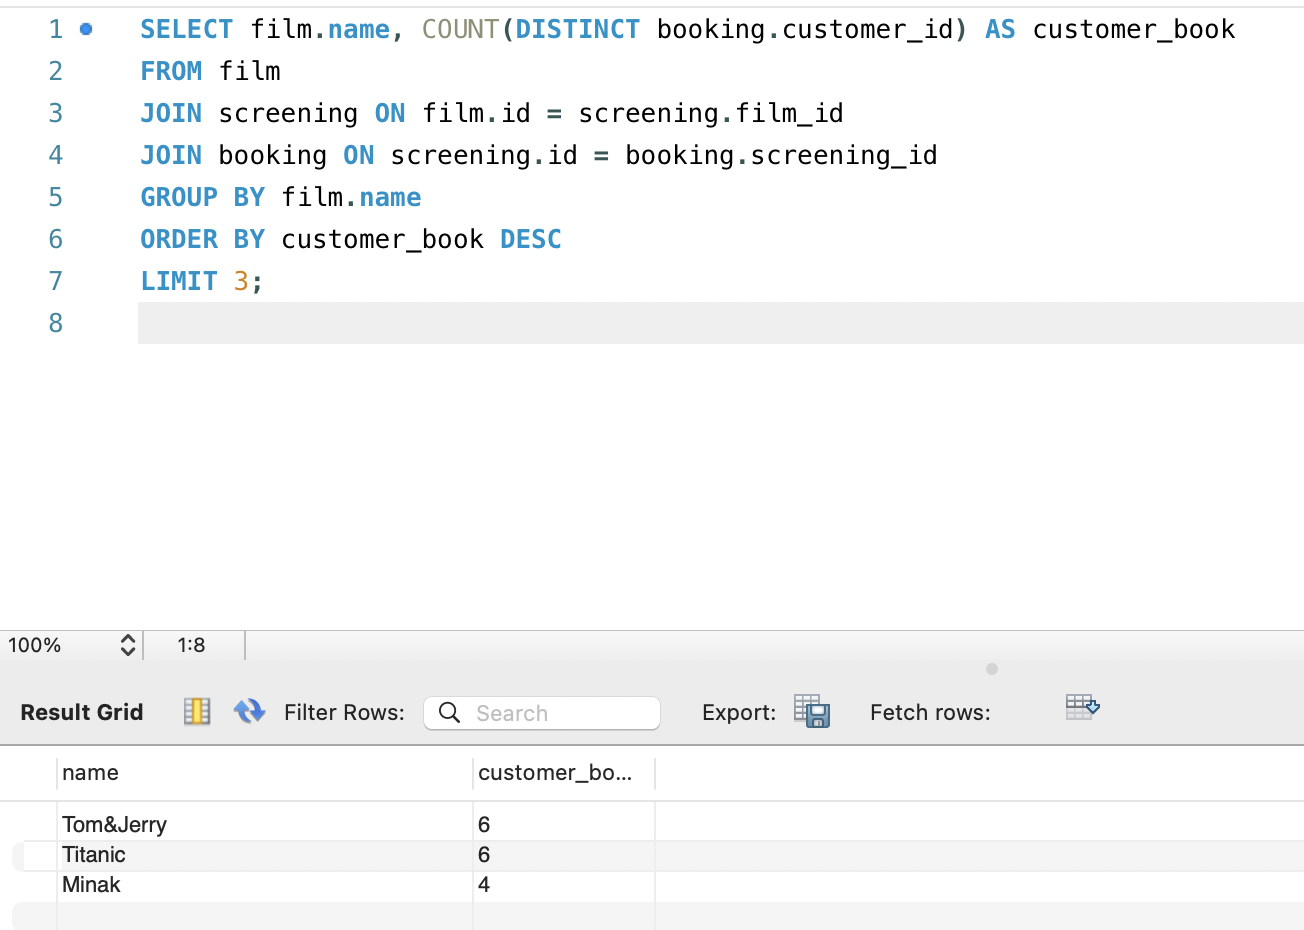 1 SELECT film.name, COUNT(DISTINCT booking.customer_id) AS customer_book
2 FROM film
3 JOIN screening ON film.id = screening.film_id
4 JOIN booking ON screening.id = booking.screening_id
5 GROUP BY film.name
6 ORDER BY customer_book DESC
7 LIMIT 3;
8
100% 1:8
Result Grid Filter Rows: Search Export: Fetch rows:
name customer_bo...
Tom&Jerry 6
Titanic 6
Minak 4